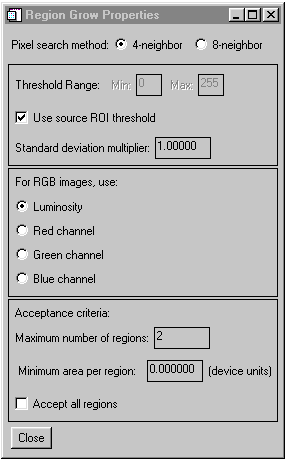 Region Grow Properties
Pixel search method: 4-neighbor 8-neighbor
Threshold Range: Min: 0 Max: 255
Use source ROI threshold
Standard deviation multiplier: 1.00000
For RGB images, use:
Luminosity
Red channel
Green channel
Blue channel
Acceptance criteria:
Maximum number of regions: 2
Minimum area per region: 0.000000 (device units)
Accept all regions
Close